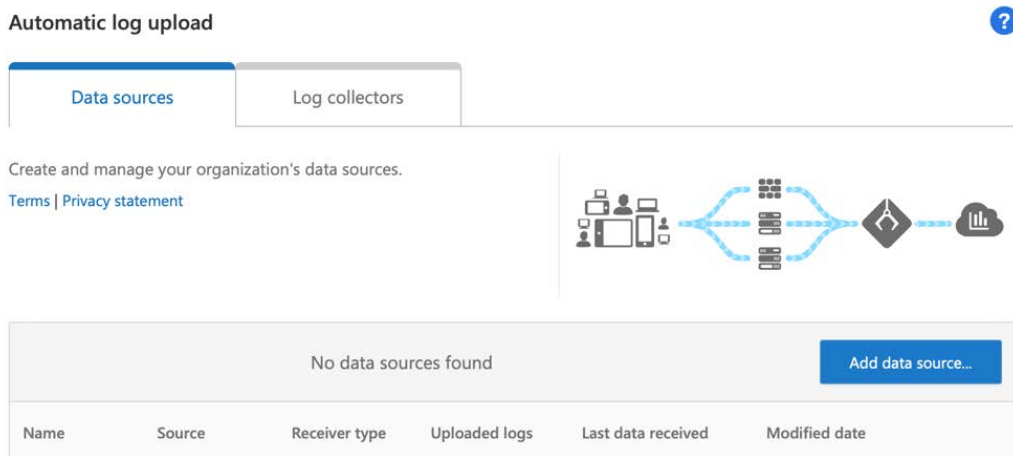 Automatic log upload
?
Data sources
Log collectors
Create and manage your organization's data sources.
Terms | Privacy statement
No data sources found
Add data source...
Name Source Receiver type Uploaded logs Last data received Modified date